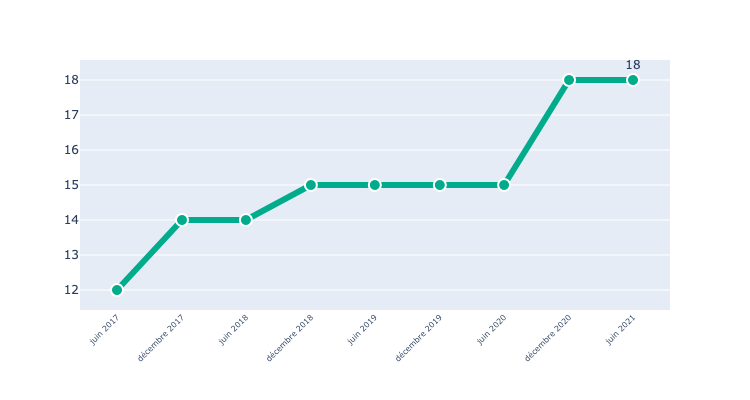 18
18
17
16
15
14
13
12
juin 2017
décembre 2017
juin 2018
décembre 2018
juin 2019
décembre 2019
juin 2020
décembre 2020
juin 2021